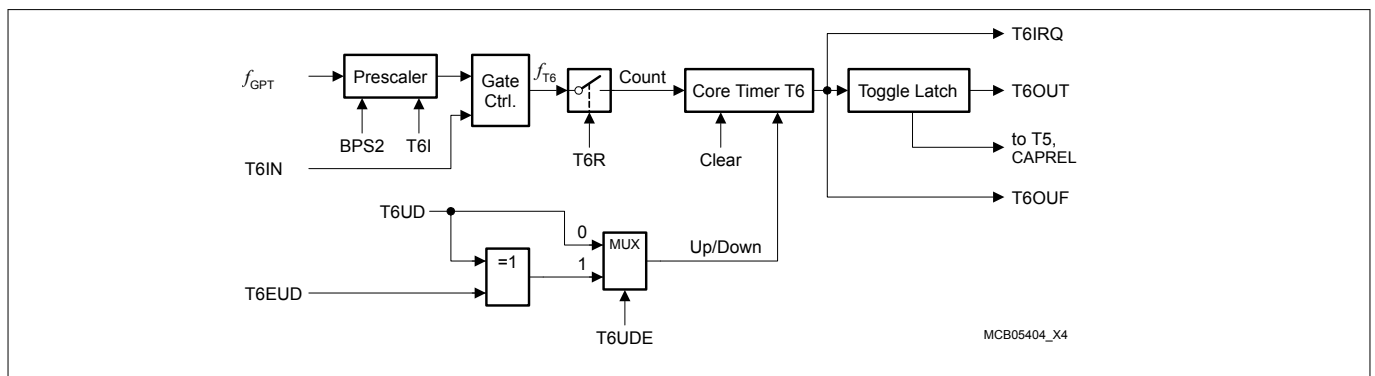 T6IRQ
fGPT
Prescaler
Gate
Ctrl.
fT6
Count
Core Timer T6
Toggle Latch
T6OUT
BPS2
T6I
T6IN
T6R
Clear
to T5,
CAPREL
T6OUF
T6UD
0
MUX
Up/Down
=1
1
T6EUD
T6UDE
MCB05404_X4